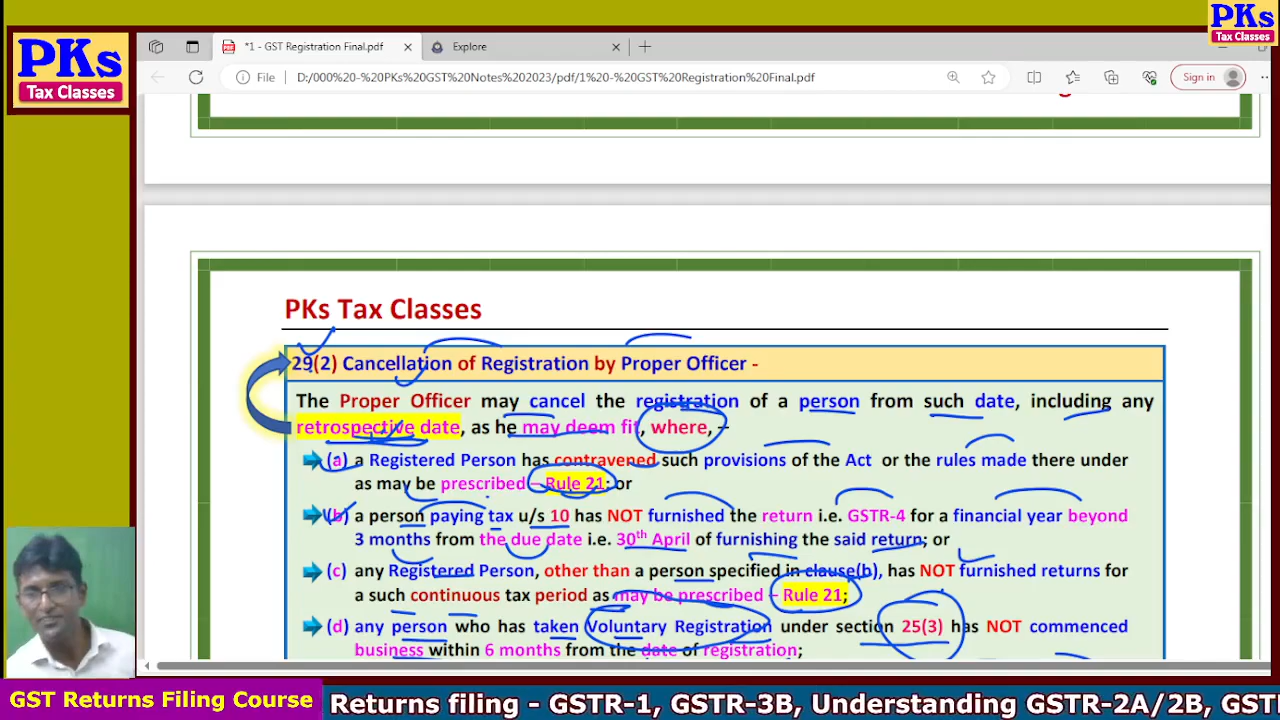 PKs
Tax Classes
PKs
Tax Classes
*1 - GST Registration Final.pdf
Explore
File
D:/000%20-%20PKs%20GST%20Notes%202023/pdf/1%20-%20GST%20Registration%20Final.pdf
Sign in
PKs Tax Classes
29(2) Cancellation of Registration by Proper Officer -
The Proper Officer may cancel the registration of a person from such date, including any
retrospective date, as he may deem fit, where, –
(a) a Registered Person has contravened such provisions of the Act or the rules made there under
as may be prescribed – Rule 21; or
(b) a person paying tax u/s 10 has NOT furnished the return i.e. GSTR-4 for a financial year beyond
3 months from the due date i.e. 30th April of furnishing the said return; or
(c) any Registered Person, other than a person specified in clause(b), has NOT furnished returns for
a such continuous tax period as may be prescribed – Rule 21;
(d) any person who has taken Voluntary Registration under section 25(3) has NOT commenced
business within 6 months from the date of registration;
GST Returns Filing Course
Returns filing - GSTR-1, GSTR-3B, Understanding GSTR-2A/2B, GST